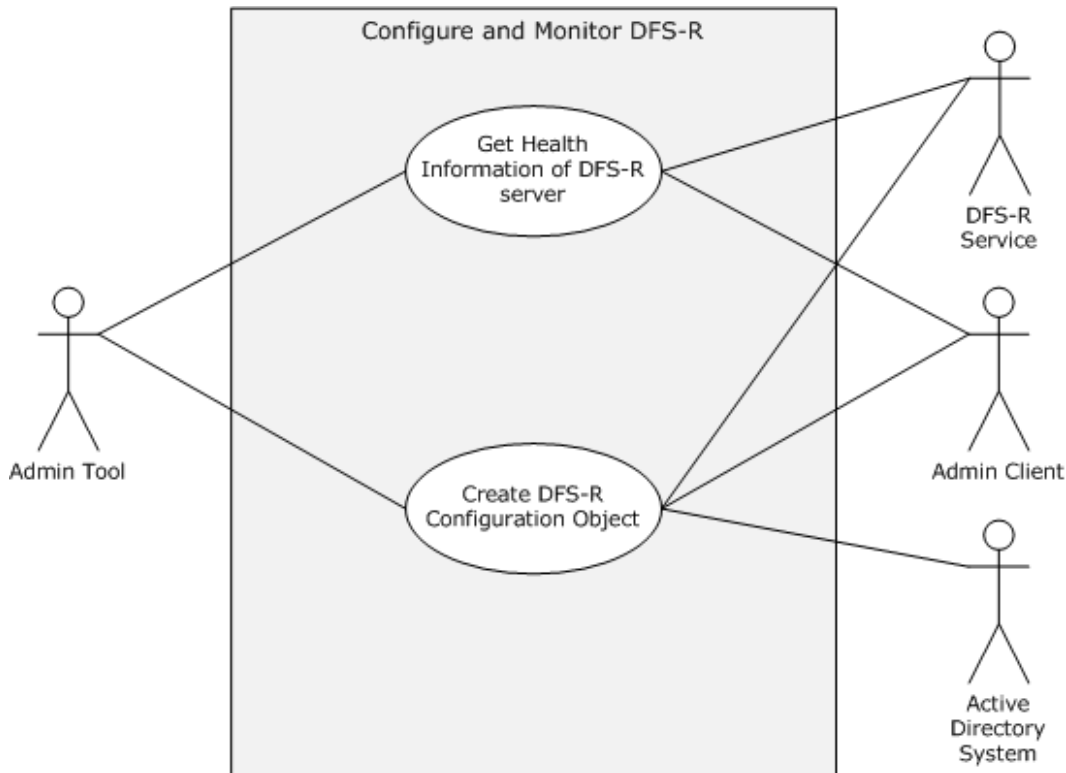 Configure and Monitor DFS-R
Get Health
Information of DFS-R
server
DFS-R
Service
Admin Tool
Admin Client
Create DFS-R
Configuration Object
Active
Directory
System